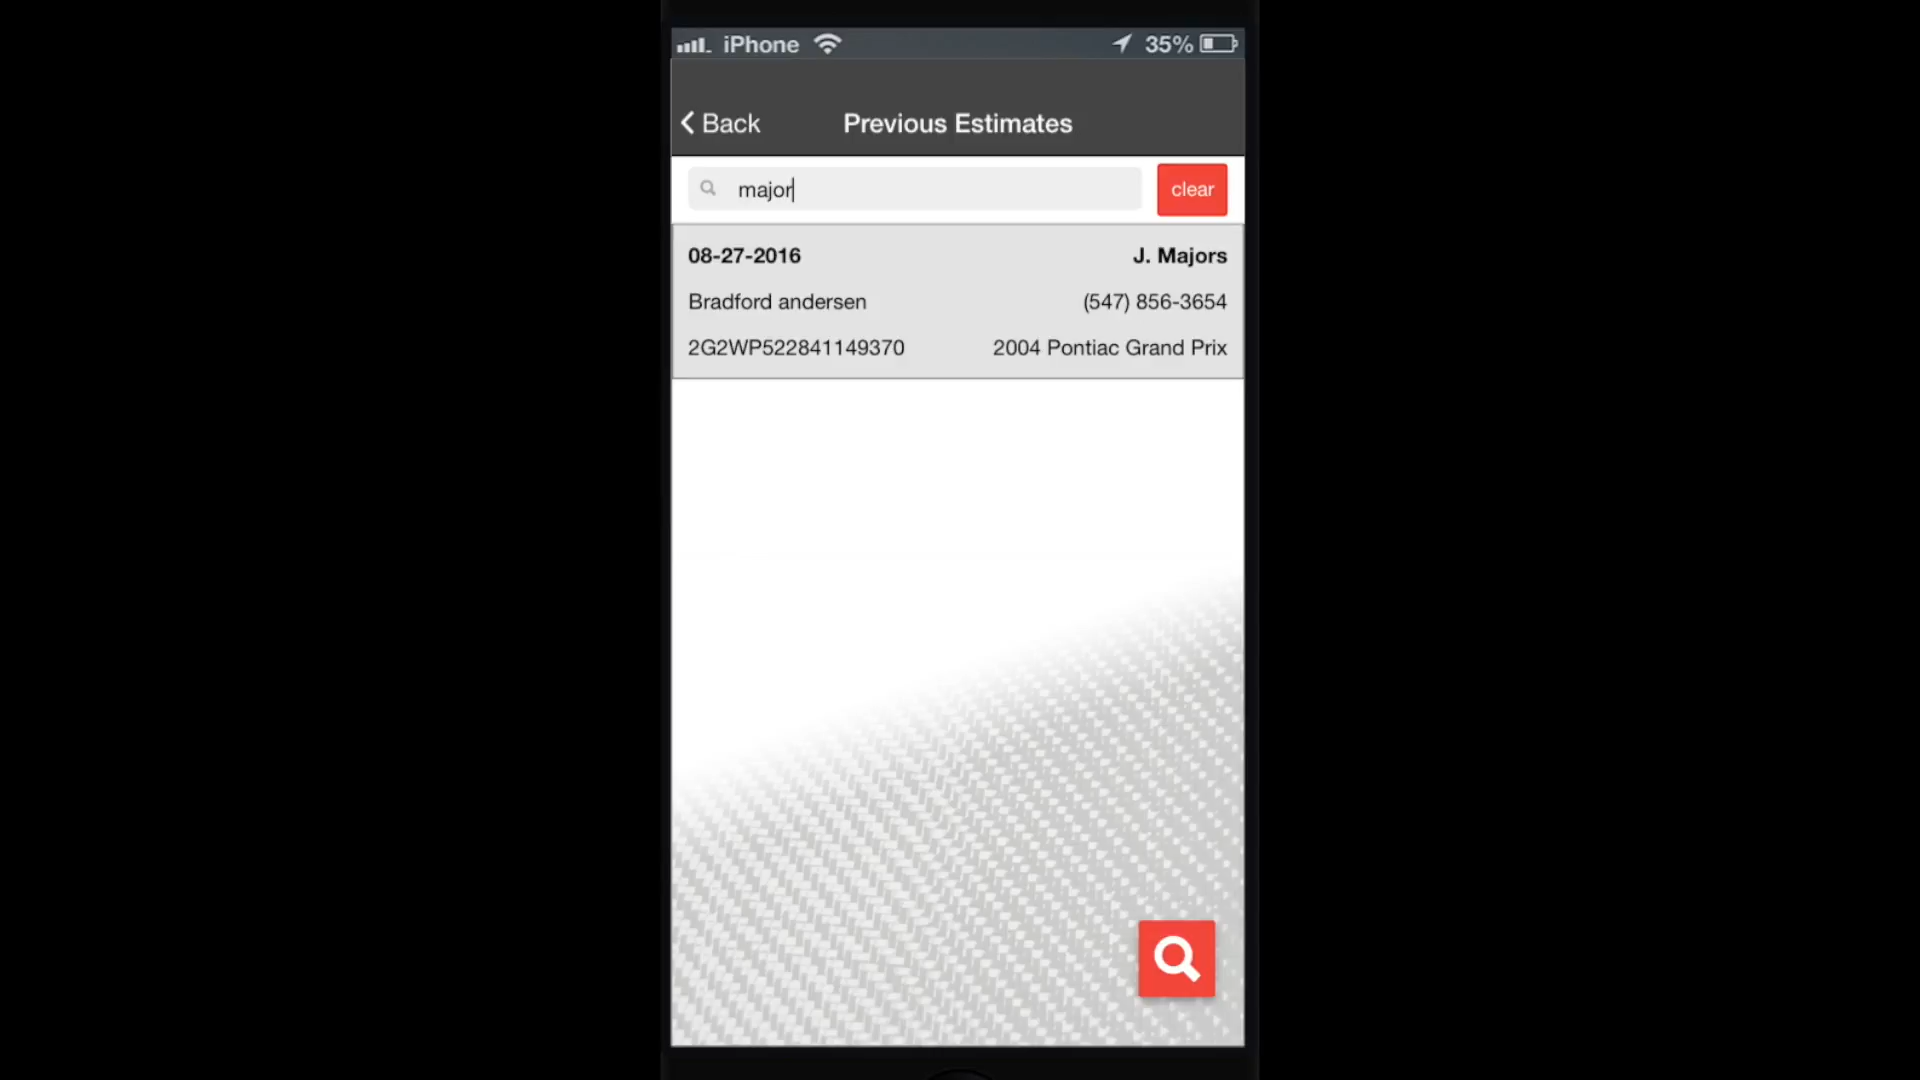 iPhone 35%
Back Previous Estimates
major clear
08-27-2016 J. Majors
Bradford andersen (547) 856-3654
2G2WP522841149370 2004 Pontiac Grand Prix